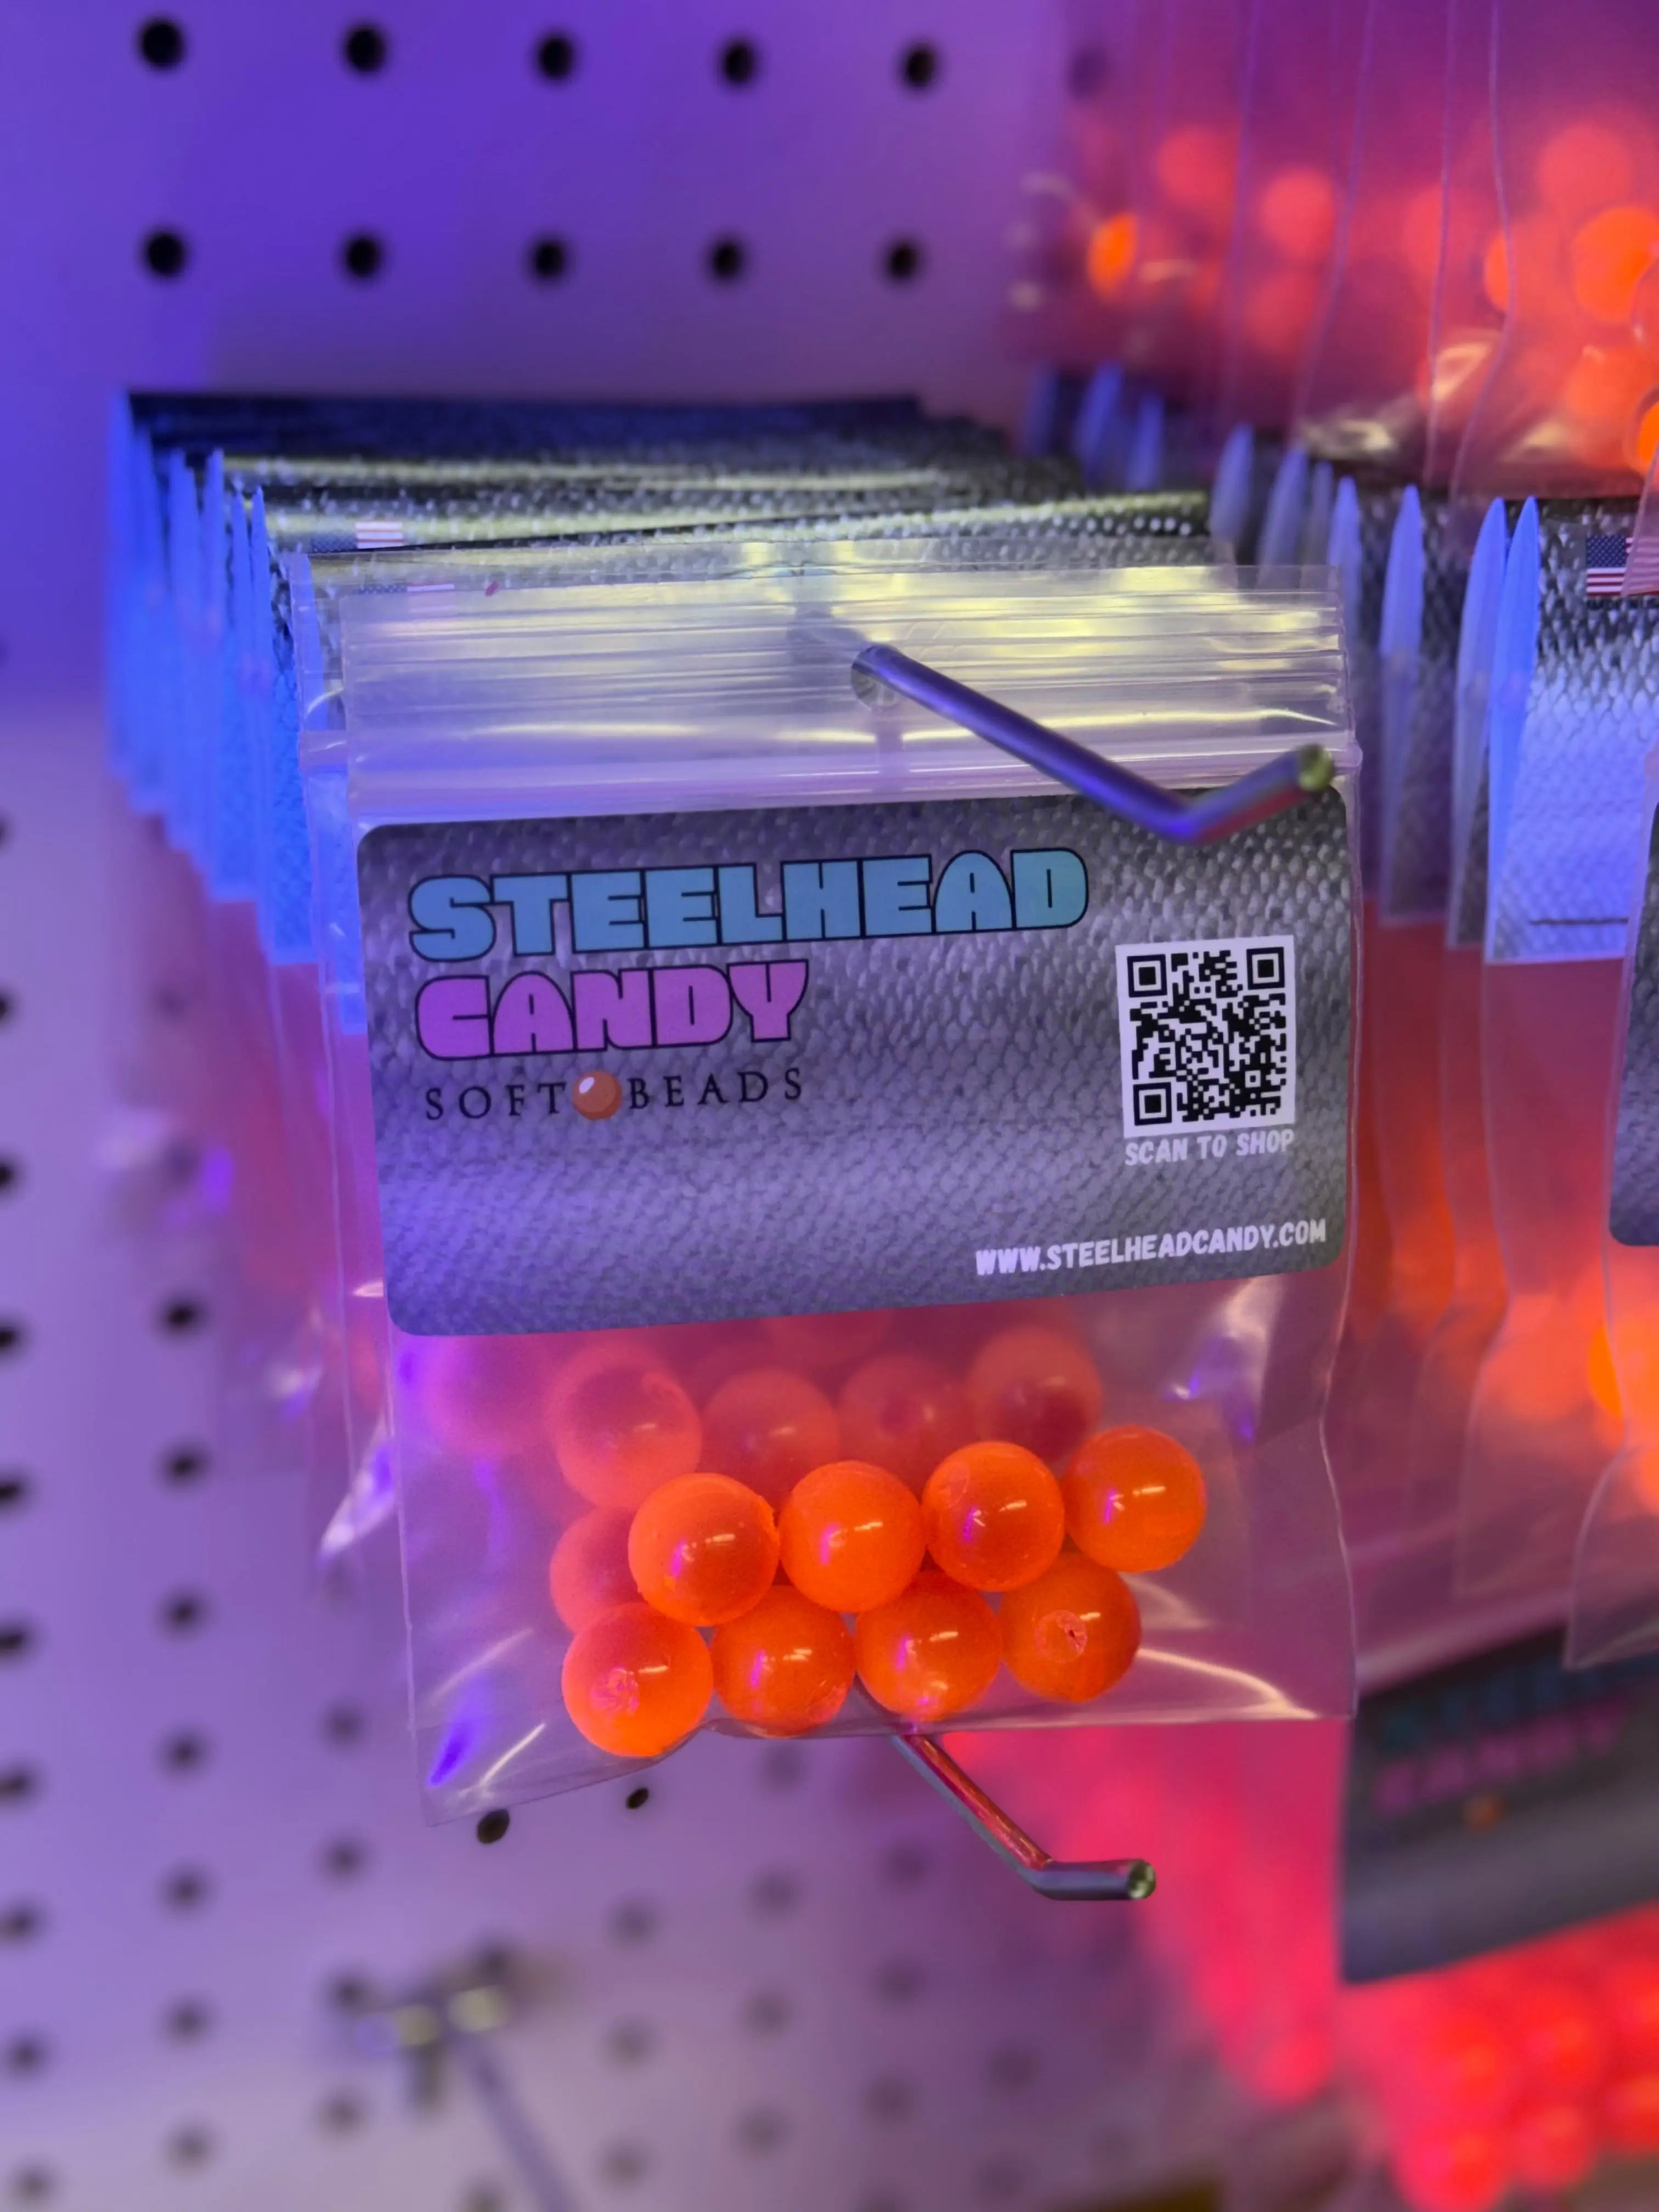 STEELHEAD
CANDY
SOFT BEADS
SCAN TO SHOP
WWW.STEELHEADCANDY.COM